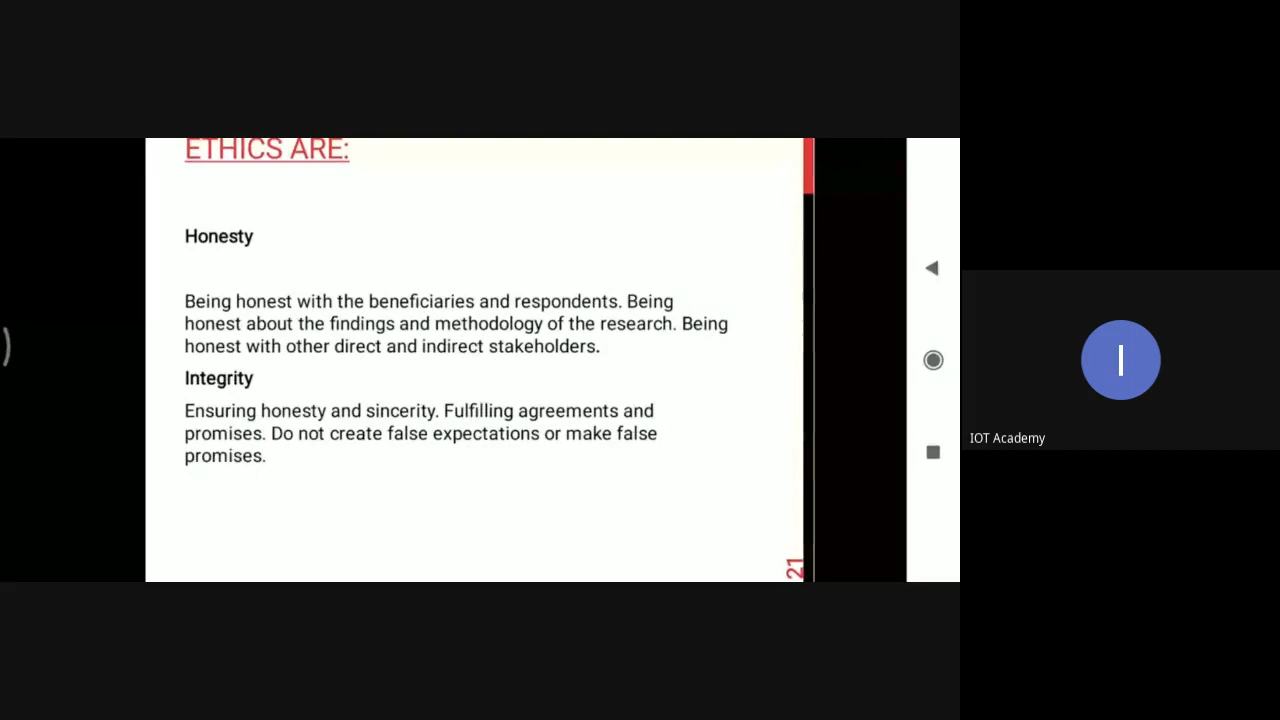 ETHICS ARE:
Honesty
Being honest with the beneficiaries and respondents. Being
honest about the findings and methodology of the research. Being
honest with other direct and indirect stakeholders.
Integrity
Ensuring honesty and sincerity. Fulfilling agreements and
promises. Do not create false expectations or make false
promises.
21
I
IOT Academy